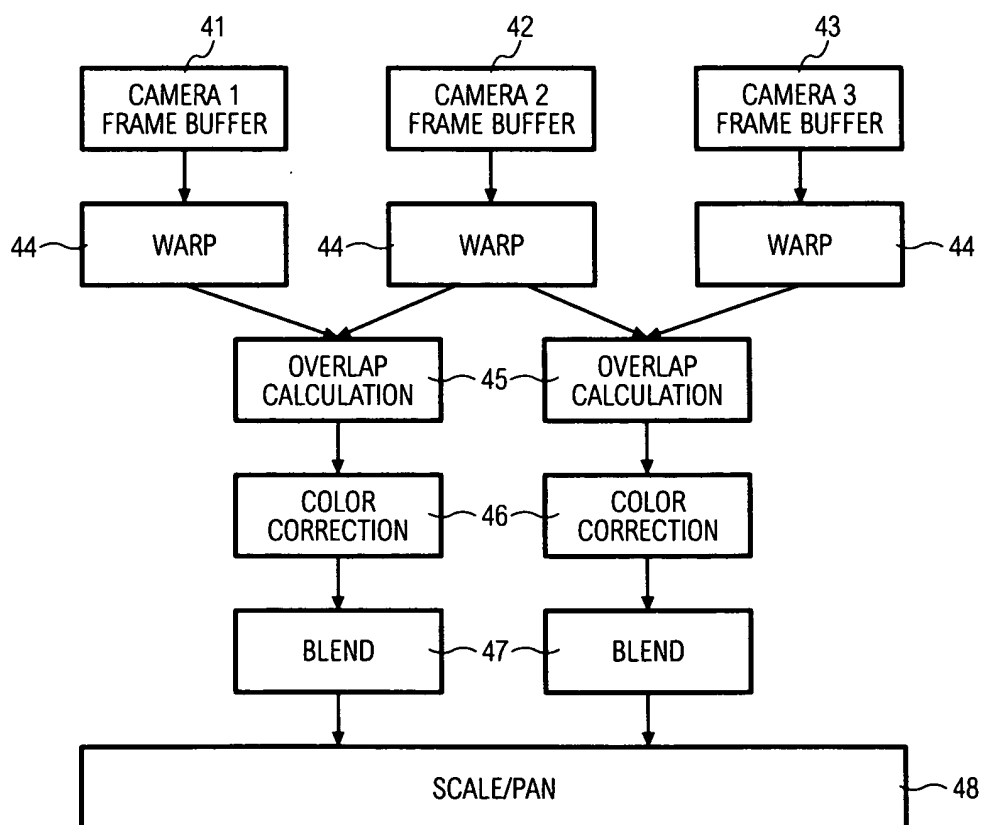 41
42
43
CAMERA 1
FRAME BUFFER
CAMERA 2
FRAME BUFFER
CAMERA 3
FRAME BUFFER
44
WARP
44
WARP
WARP
44
OVERLAP
CALCULATION
45
OVERLAP
CALCULATION
COLOR
CORRECTION
46
COLOR
CORRECTION
BLEND
47
BLEND
SCALE/PAN
48